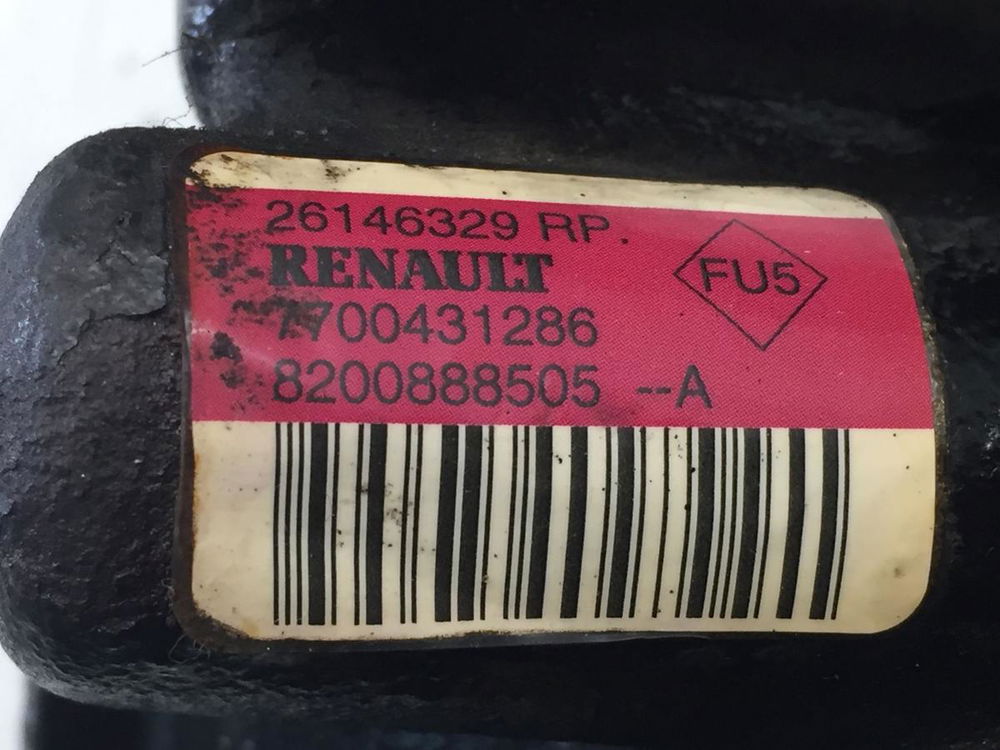 26146329 RP.
RENAULT
FU5
7700431286
8200888505 --A